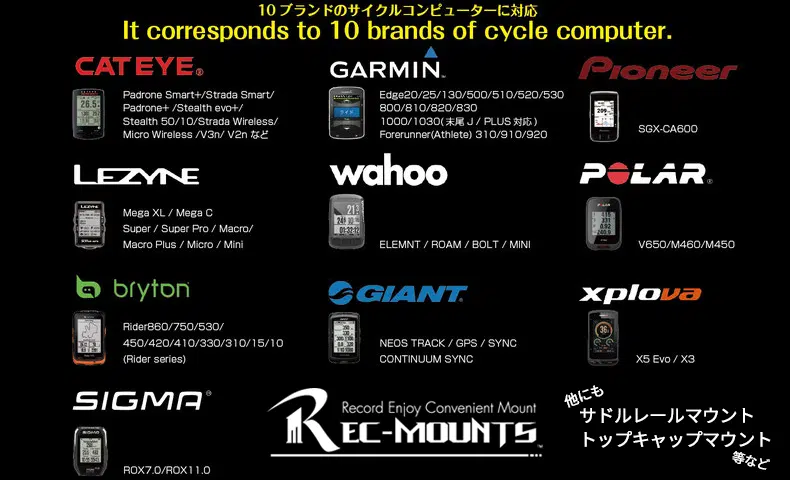 10 ブランドのサイクルコンピューターに対応
It corresponds to 10 brands of cycle computer.
CATEYE®
Padrone Smart+/Strada Smart/
Padrone+ /Stealth evo+/
Stealth 50/10/Strada Wireless/
Micro Wireless /V3n/ V2n など
GARMIN
Edge20/25/130/500/510/520/530
800/810/820/830
1000/1030(末尾 J / PLUS 対応)
Forerunner(Athlete) 310/910/920
Pioneer
SGX-CA600
LEZYNE
Mega XL / Mega C
Super / Super Pro / Macro/
Macro Plus / Micro / Mini
wahoo
ELEMNT / ROAM / BOLT / MINI
POLAR®
V650/M460/M450
bryton
Rider860/750/530/
450/420/410/330/310/15/10
(Rider series)
GIANT
NEOS TRACK / GPS / SYNC
CONTINUUM SYNC
xplova
X5 Evo / X3
SIGMA®
ROX7.0/ROX11.0
Record Enjoy Convenient Mount
REC-MOUNTS
他にも
サドルレールマウント
トップキャップマウント
等など